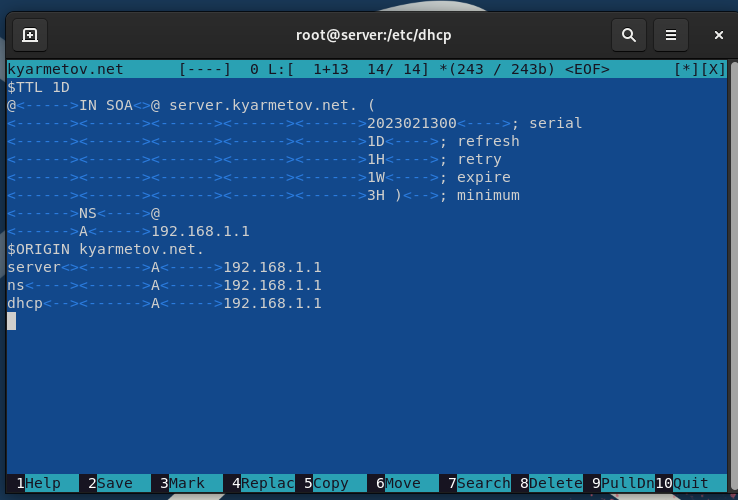 root@server:/etc/dhcp
kyarmetov.net [----] 0 L:[ 1+13 14/ 14] *(243 / 243b) <EOF> [*][X]
$TTL 1D
@<----->IN SOA<>@ server.kyarmetov.net. (
<------><------><------><------><------>2023021300<---->; serial
<------><------><------><------><------>1D<---->; refresh
<------><------><------><------><------>1H<---->; retry
<------><------><------><------><------>1W<---->; expire
<------><------><------><------><------>3H )<-->; minimum
<------>NS<---->@
<------>A<----->192.168.1.1
$ORIGIN kyarmetov.net.
server<><------>A<----->192.168.1.1
ns<----><------>A<----->192.168.1.1
dhcp<--><------>A<----->192.168.1.1
1Help 2Save 3Mark 4Replac 5Copy 6Move 7Search 8Delete 9PullDn 10Quit